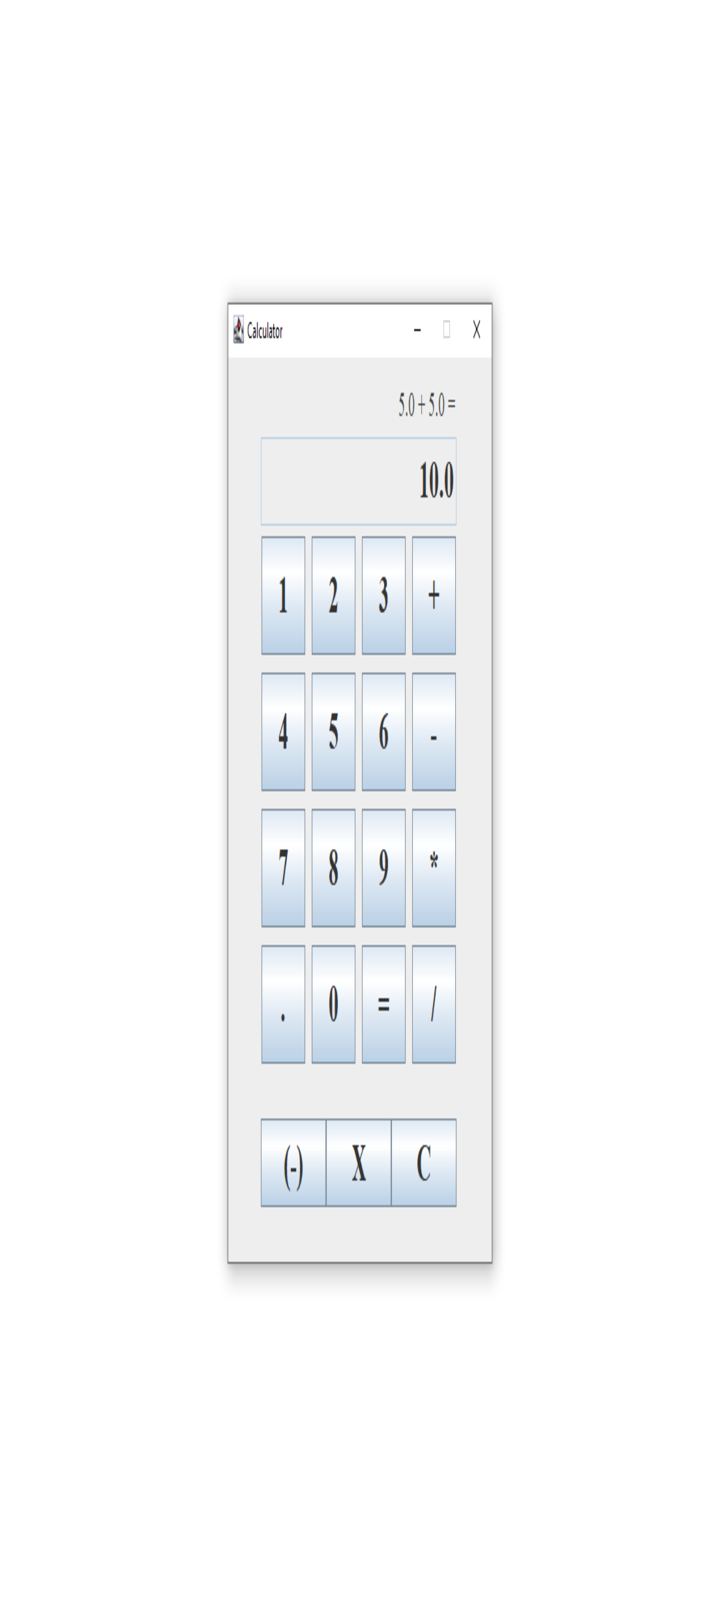 Calculator
5.0 + 5.0 =
10.0
1 2 3 +
4 5 6 -
7 8 9 *
. 0 = /
(-) X C